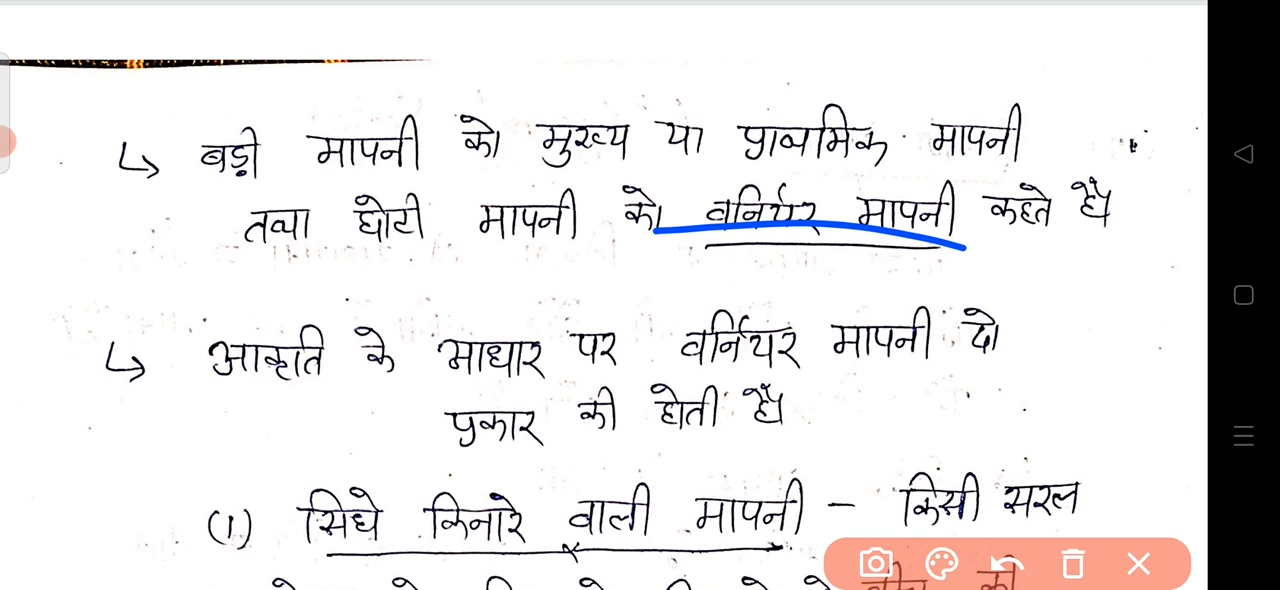 ↳ बड़ी मापनी को मुख्य या प्राथमिक मापनी
तथा छोटी मापनी को वर्नियर मापनी कहते हैं
↳ आकृति के आधार पर वर्नियर मापनी दो
प्रकार की होती हैं
(1) सिधे किनारे वाली मापनी – किसी सरल